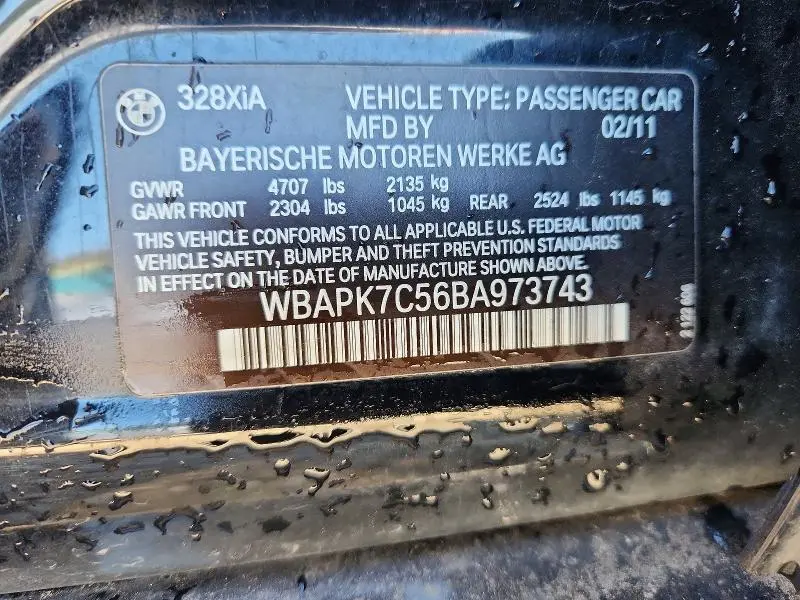 328XiA VEHICLE TYPE: PASSENGER CAR
MFD BY 02/11
BAYERISCHE MOTOREN WERKE AG
GVWR 4707 lbs 2135 kg
GAWR FRONT 2304 lbs 1045 kg REAR 2524 lbs 1145 kg
THIS VEHICLE CONFORMS TO ALL APPLICABLE U.S. FEDERAL MOTOR
VEHICLE SAFETY, BUMPER AND THEFT PREVENTION STANDARDS
IN EFFECT ON THE DATE OF MANUFACTURE SHOWN ABOVE.
WBAPK7C56BA973743